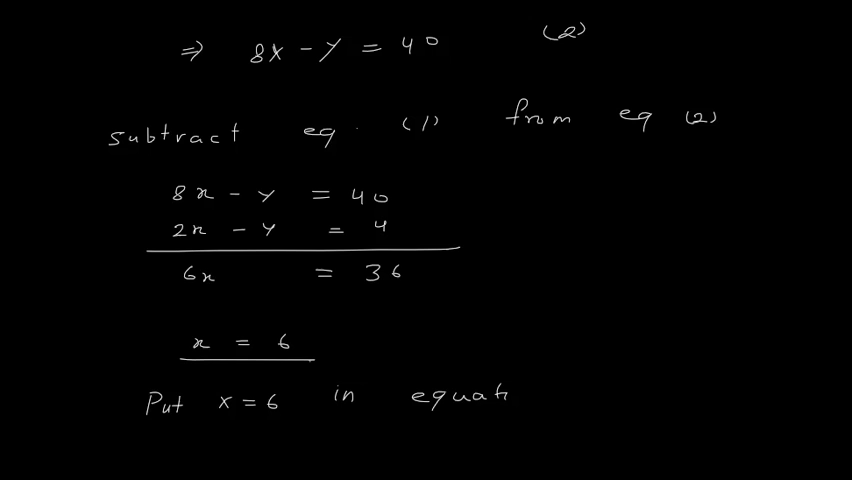 ⇒ 8x - y = 40 (2)
subtract eq. (1) from eq (2)
8x - y = 40
2x - y = 4
6x = 36
x = 6
Put x = 6 in equati